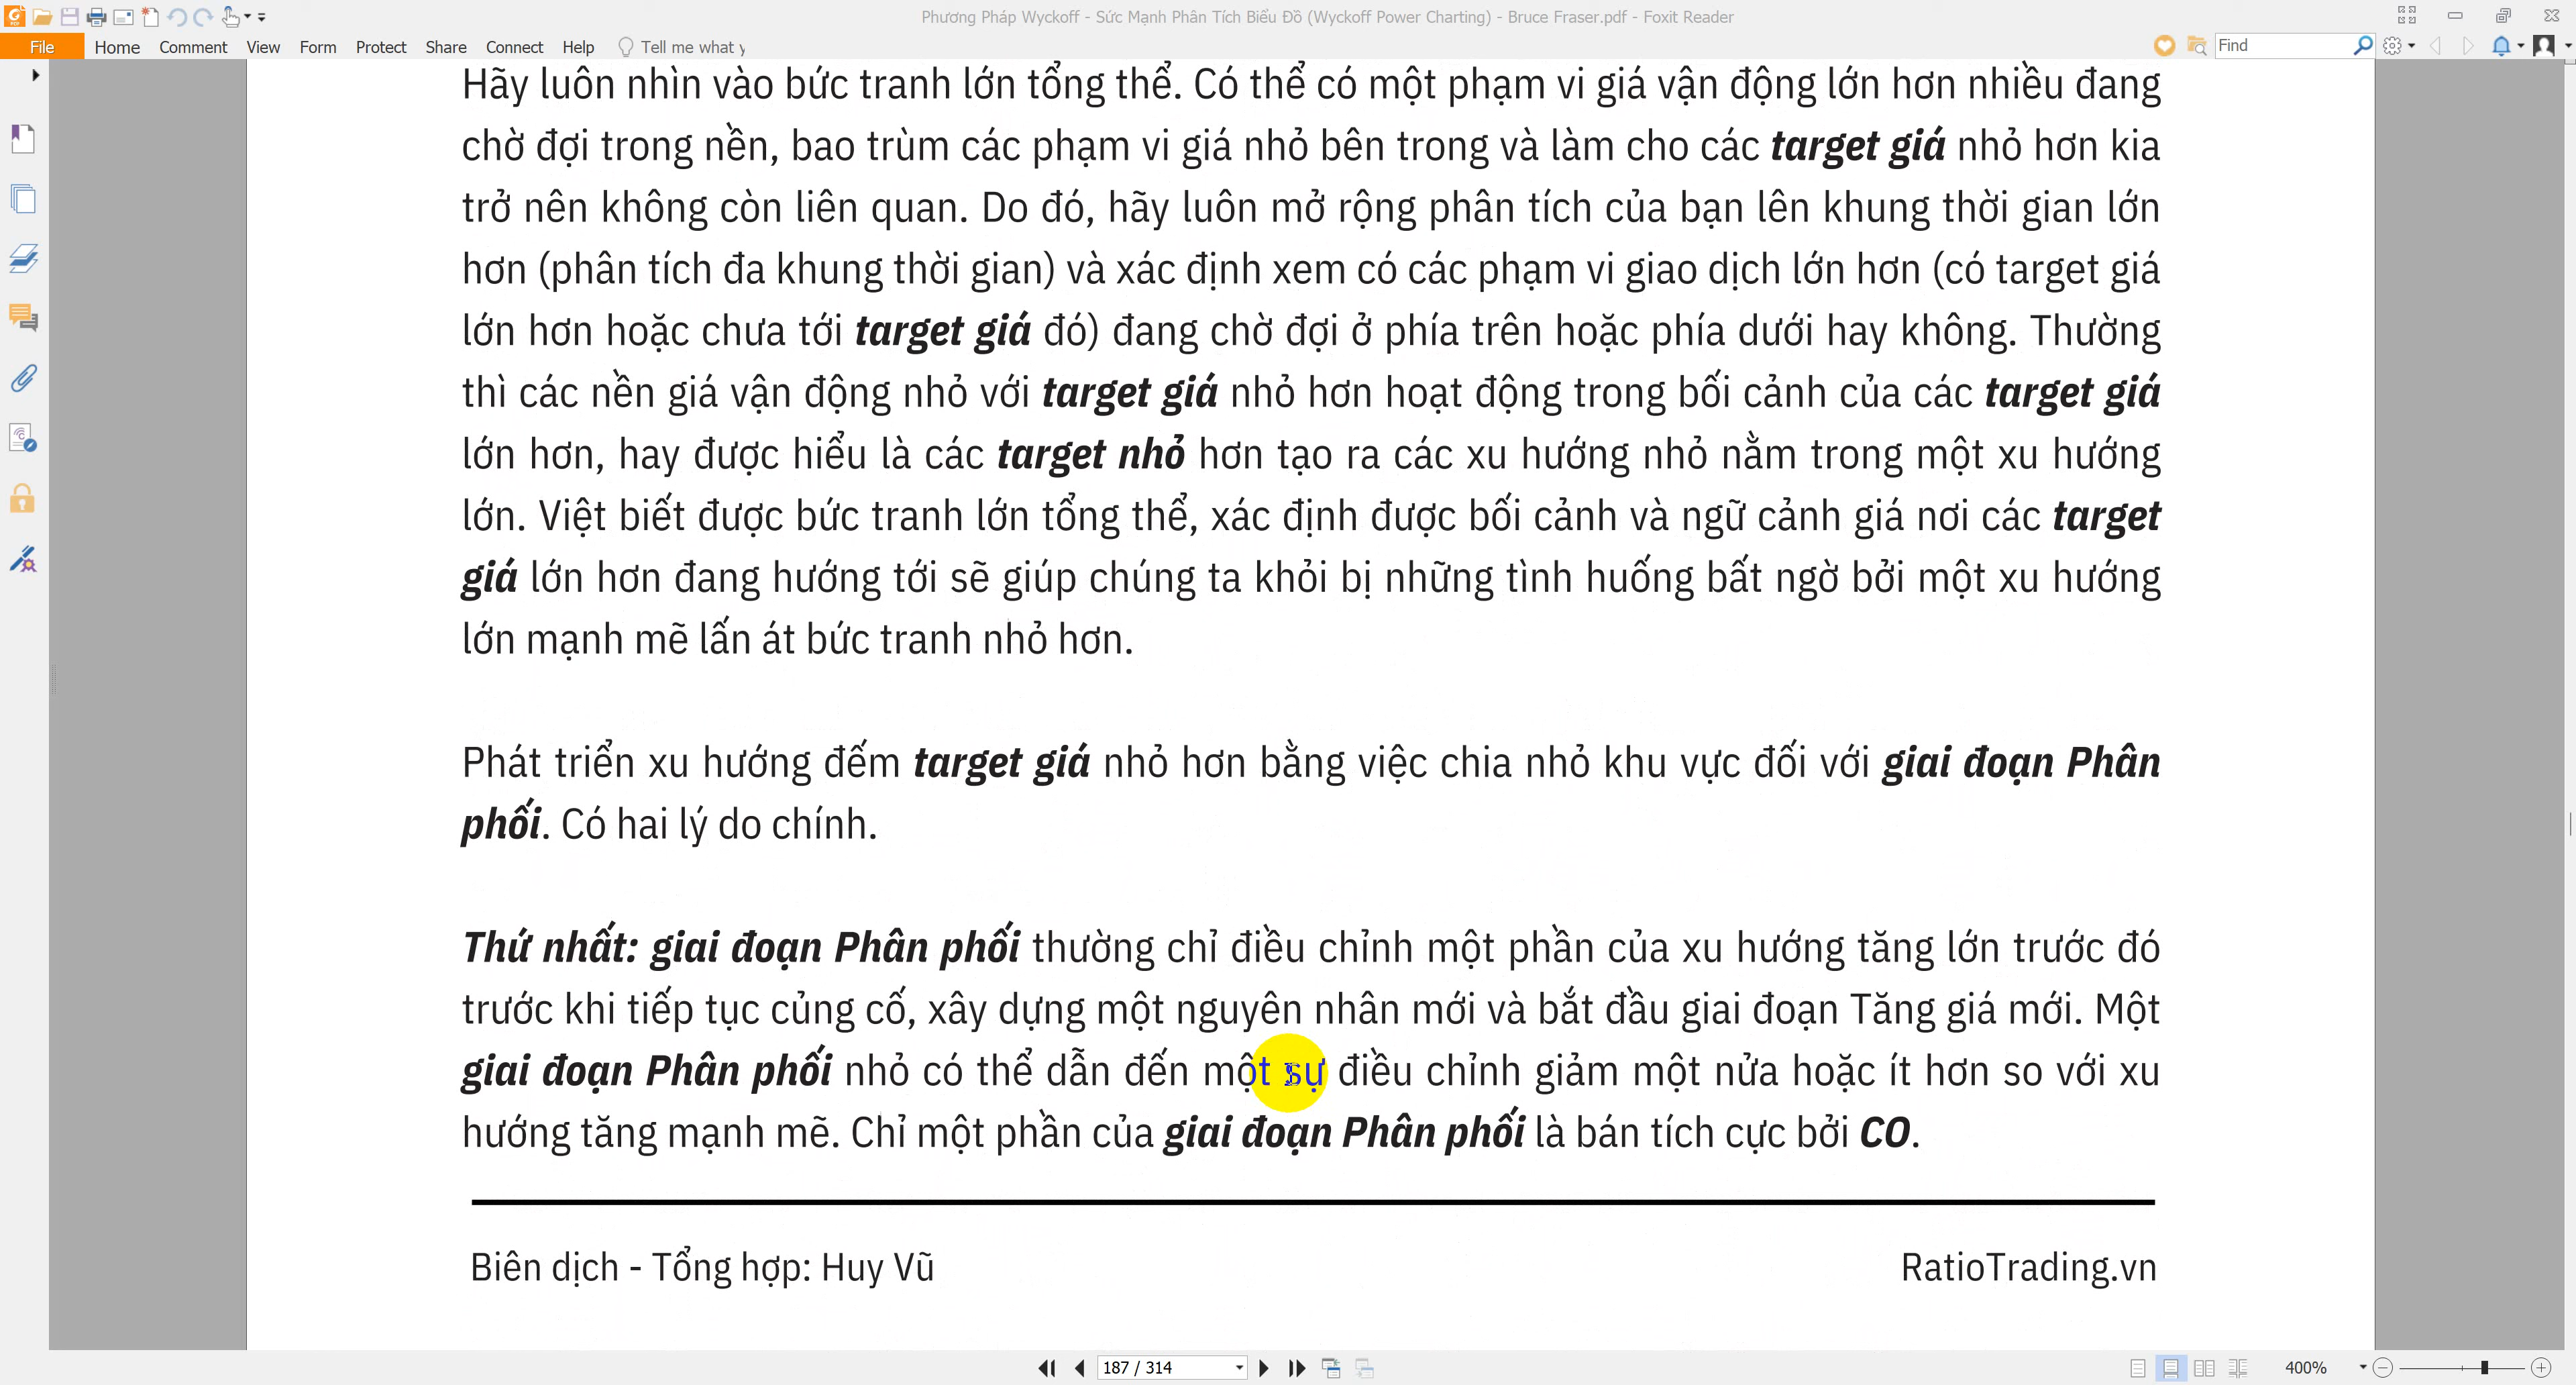 Phương Pháp Wyckoff - Sức Mạnh Phân Tích Biểu Đồ (Wyckoff Power Charting) - Bruce Fraser.pdf - Foxit Reader
File Home Comment View Form Protect Share Connect Help Tell me what y Find
Hãy luôn nhìn vào bức tranh lớn tổng thể. Có thể có một phạm vi giá vận động lớn hơn nhiều đang
chờ đợi trong nền, bao trùm các phạm vi giá nhỏ bên trong và làm cho các target giá nhỏ hơn kia
trở nên không còn liên quan. Do đó, hãy luôn mở rộng phân tích của bạn lên khung thời gian lớn
hơn (phân tích đa khung thời gian) và xác định xem có các phạm vi giao dịch lớn hơn (có target giá
lớn hơn hoặc chưa tới target giá đó) đang chờ đợi ở phía trên hoặc phía dưới hay không. Thường
thì các nền giá vận động nhỏ với target giá nhỏ hơn hoạt động trong bối cảnh của các target giá
lớn hơn, hay được hiểu là các target nhỏ hơn tạo ra các xu hướng nhỏ nằm trong một xu hướng
lớn. Việt biết được bức tranh lớn tổng thể, xác định được bối cảnh và ngữ cảnh giá nơi các target
giá lớn hơn đang hướng tới sẽ giúp chúng ta khỏi bị những tình huống bất ngờ bởi một xu hướng
lớn mạnh mẽ lấn át bức tranh nhỏ hơn.
Phát triển xu hướng đếm target giá nhỏ hơn bằng việc chia nhỏ khu vực đối với giai đoạn Phân
phối. Có hai lý do chính.
Thứ nhất: giai đoạn Phân phối thường chỉ điều chỉnh một phần của xu hướng tăng lớn trước đó
trước khi tiếp tục củng cố, xây dựng một nguyên nhân mới và bắt đầu giai đoạn Tăng giá mới. Một
giai đoạn Phân phối nhỏ có thể dẫn đến một sự điều chỉnh giảm một nửa hoặc ít hơn so với xu
hướng tăng mạnh mẽ. Chỉ một phần của giai đoạn Phân phối là bán tích cực bởi CO.
Biên dịch - Tổng hợp: Huy Vũ RatioTrading.vn
187 / 314 400%